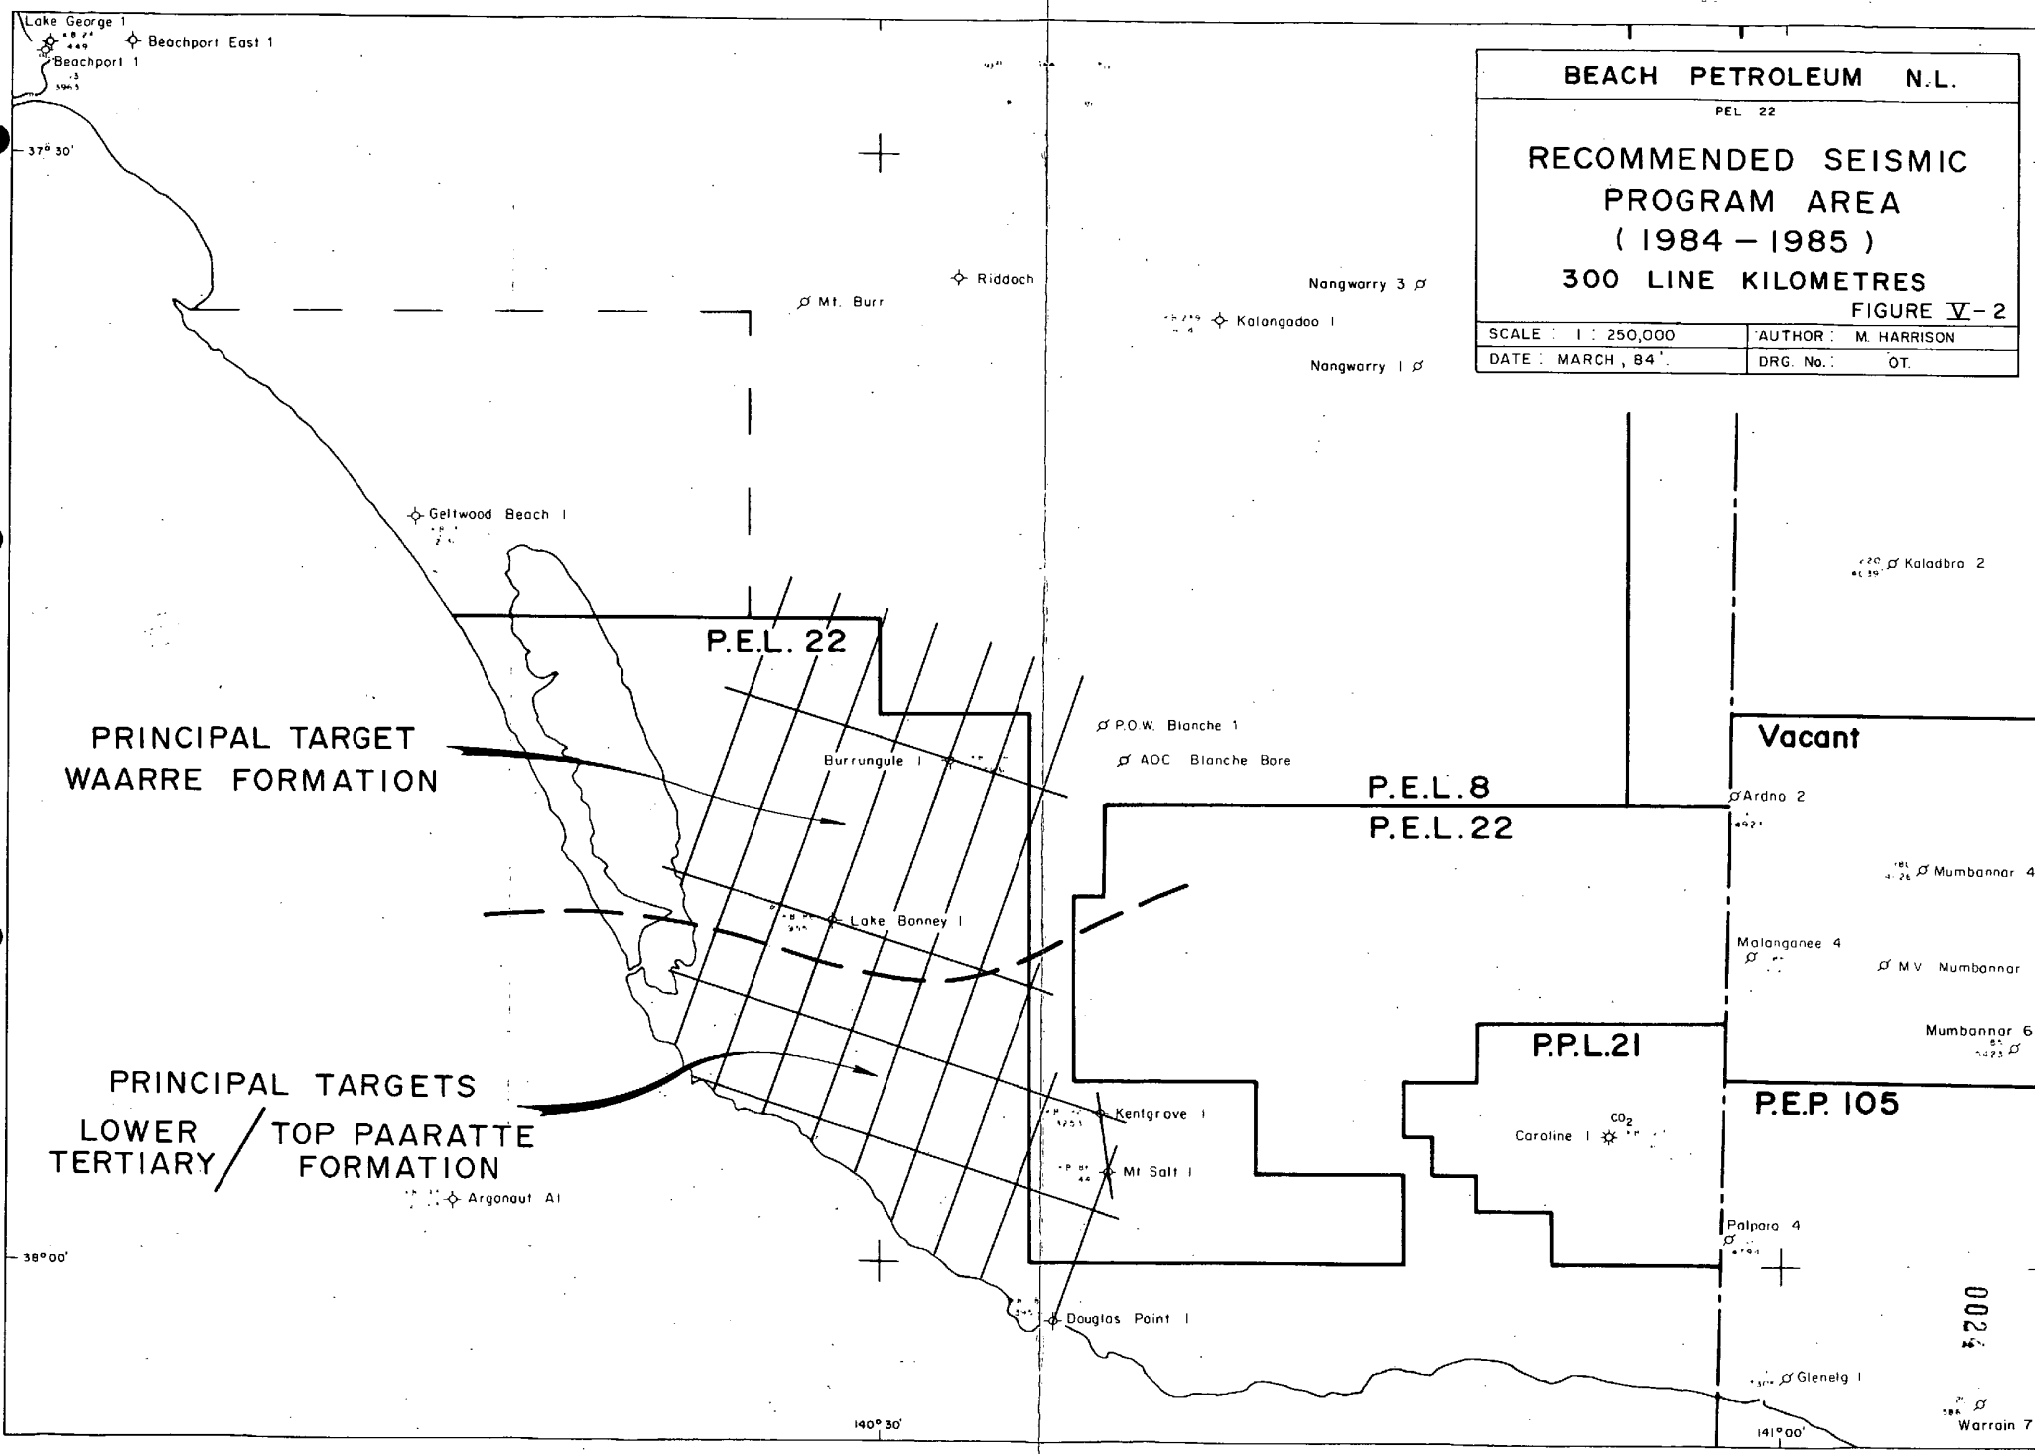 Lake George 1
Beachport East 1
Beachport 1
37° 30'
BEACH PETROLEUM N.L.
PEL 22
RECOMMENDED SEISMIC
PROGRAM AREA
( 1984 – 1985 )
300 LINE KILOMETRES
FIGURE V - 2
SCALE : 1 : 250,000
AUTHOR : M. HARRISON
DATE : MARCH , 84'.
DRG. No. : OT.
Riddoch
Mt. Burr
Nangwarry 3
Kalangadoo 1
Nangwarry 1
Geltwood Beach 1
Kaladbro 2
P.E.L. 22
PRINCIPAL TARGET
WAARRE FORMATION
P.O.W. Blanche 1
Burrungule 1
AOC Blanche Bore
Vacant
P.E.L. 8
P.E.L. 22
Ardno 2
Mumbannar 4
Lake Bonney 1
Malanganee 4
M V Numbannar
P.P.L. 21
Mumbannar 6
PRINCIPAL TARGETS
LOWER
TERTIARY
/
TOP PAARATTE
FORMATION
Kentgrove 1
P.E.P. 105
CO2
Caroline 1
Mt Salt 1
Argonaut A1
Palpara 4
38°00'
Douglas Point 1
Glenelg 1
Warrain 7
140° 30'
141° 00'